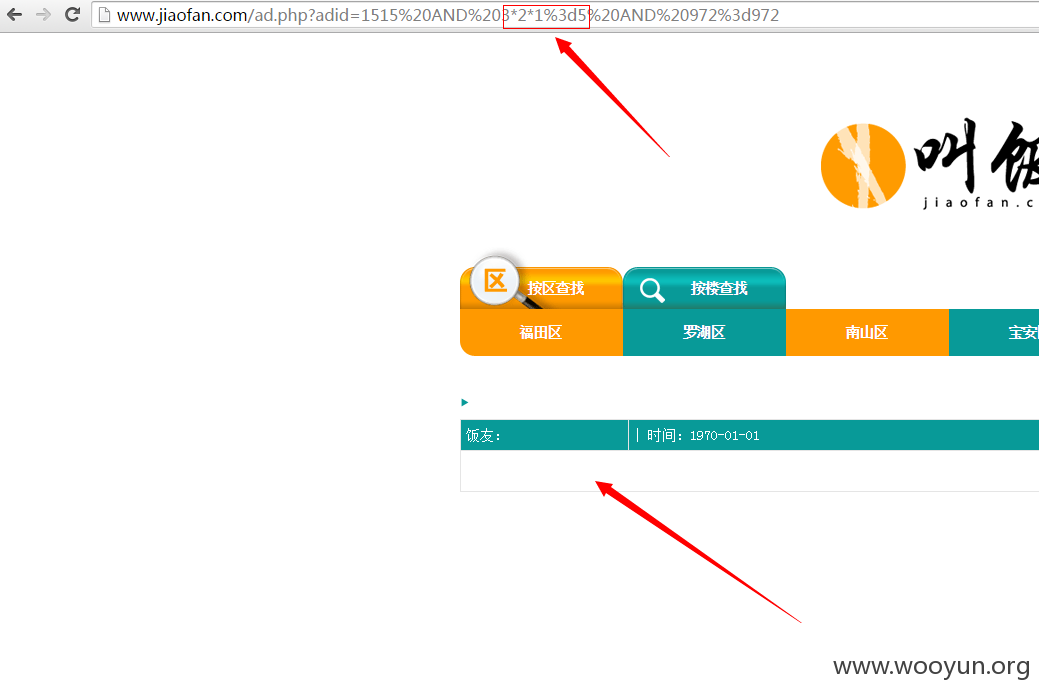 www.jiaofan.com/ad.php?adid=1515%20AND%203*2*1%3d5%20AND%20972%3d972
叫饭
jiaofan.c
区 按区查找 按楼查找
福田区 罗湖区 南山区 宝安
饭友： | 时间：1970-01-01
www.wooyun.org